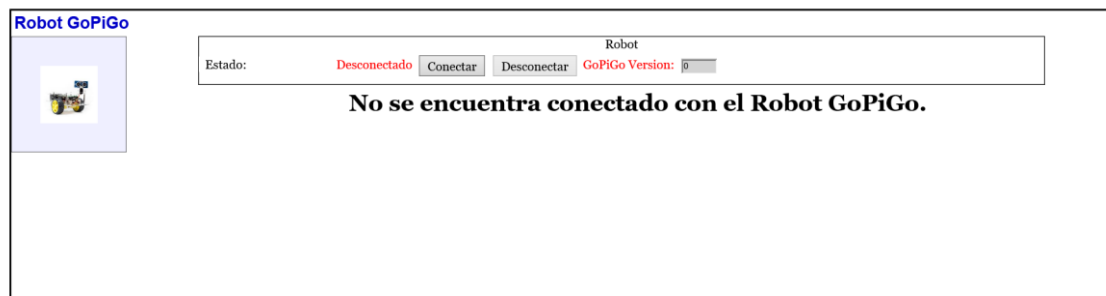 Robot GoPiGo
Robot
Estado: Desconectado Conectar Desconectar GoPiGo Version: 0
No se encuentra conectado con el Robot GoPiGo.